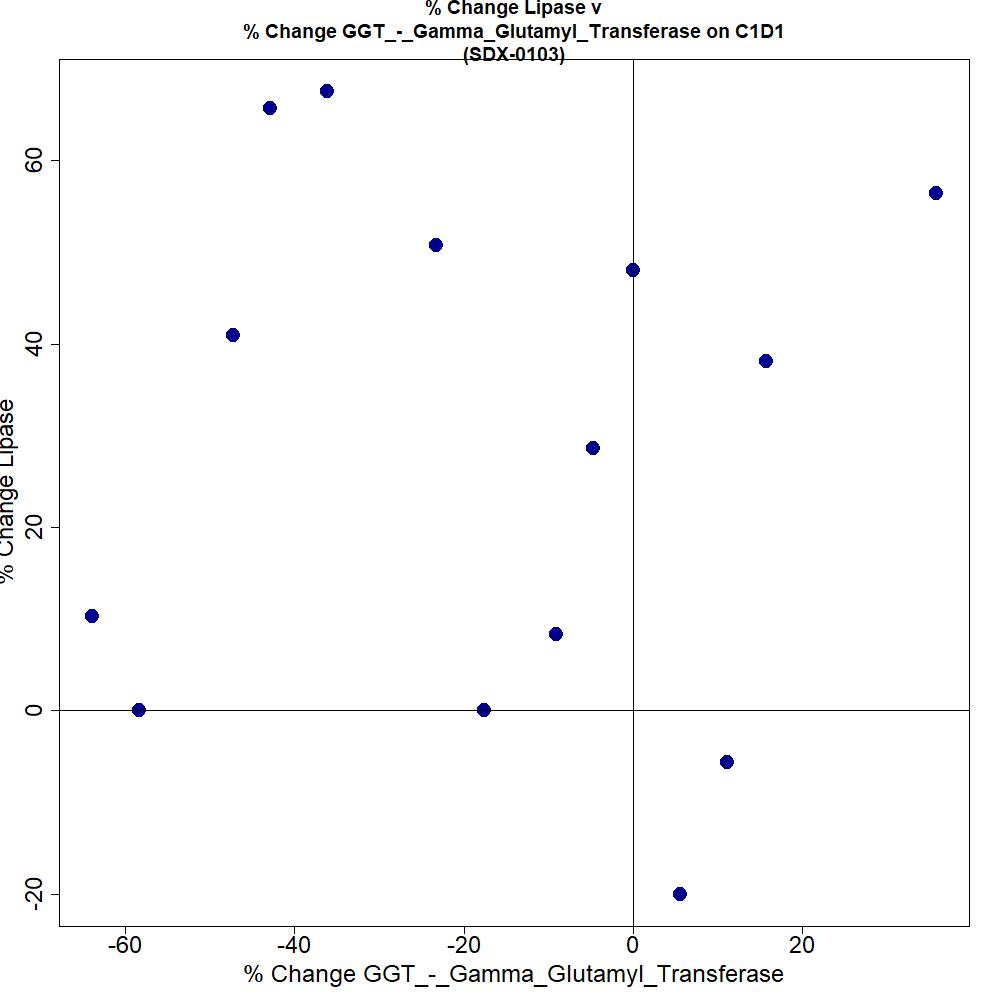 % Change Lipase v
% Change GGT_-_Gamma_Glutamyl_Transferase on C1D1
(SDX-0103)
% Change Lipase
60
40
20
0
-20
-60
-40
-20
0
20
% Change GGT_-_Gamma_Glutamyl_Transferase